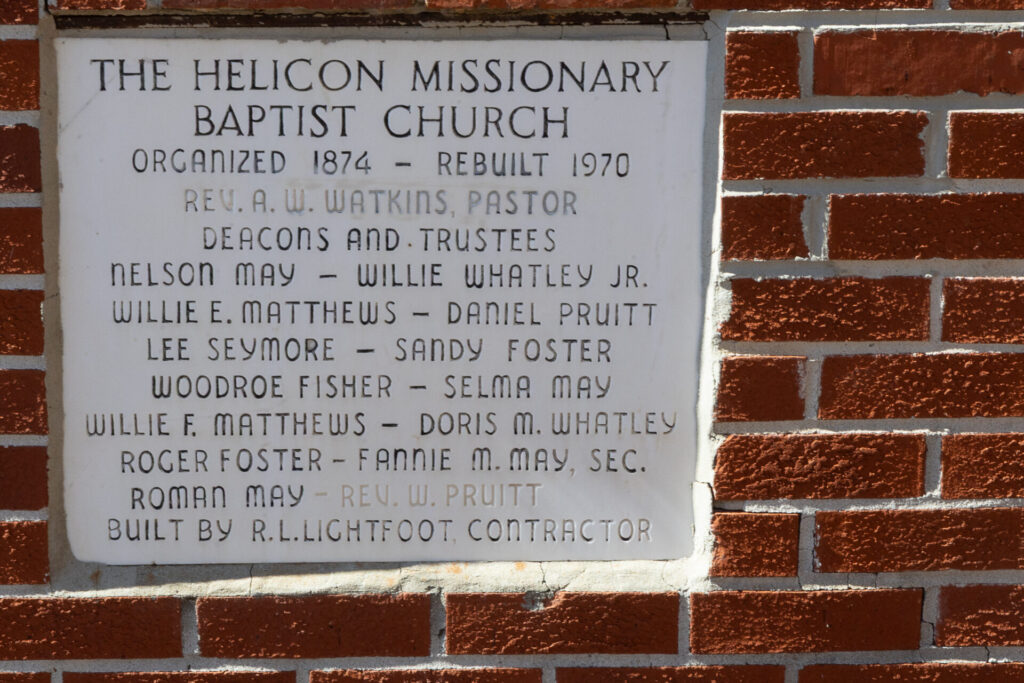 THE HELICON MISSIONARY
BAPTIST CHURCH
ORGANIZED 1874 – REBUILT 1970
REV. A. W. WATKINS, PASTOR
DEACONS AND · TRUSTEES
NELSON MAY – WILLIE WHATLEY JR.
WILLIE E. MATTHEWS – DANIEL PRUITT
LEE SEYMORE – SANDY FOSTER
WOODROE FISHER – SELMA MAY
WILLIE F. MATTHEWS – DORIS M. WHATLEY
ROGER FOSTER – FANNIE M. MAY, SEC.
ROMAN MAY – REV. W. PRUITT
BUILT BY R.L.LIGHTFOOT, CONTRACTOR